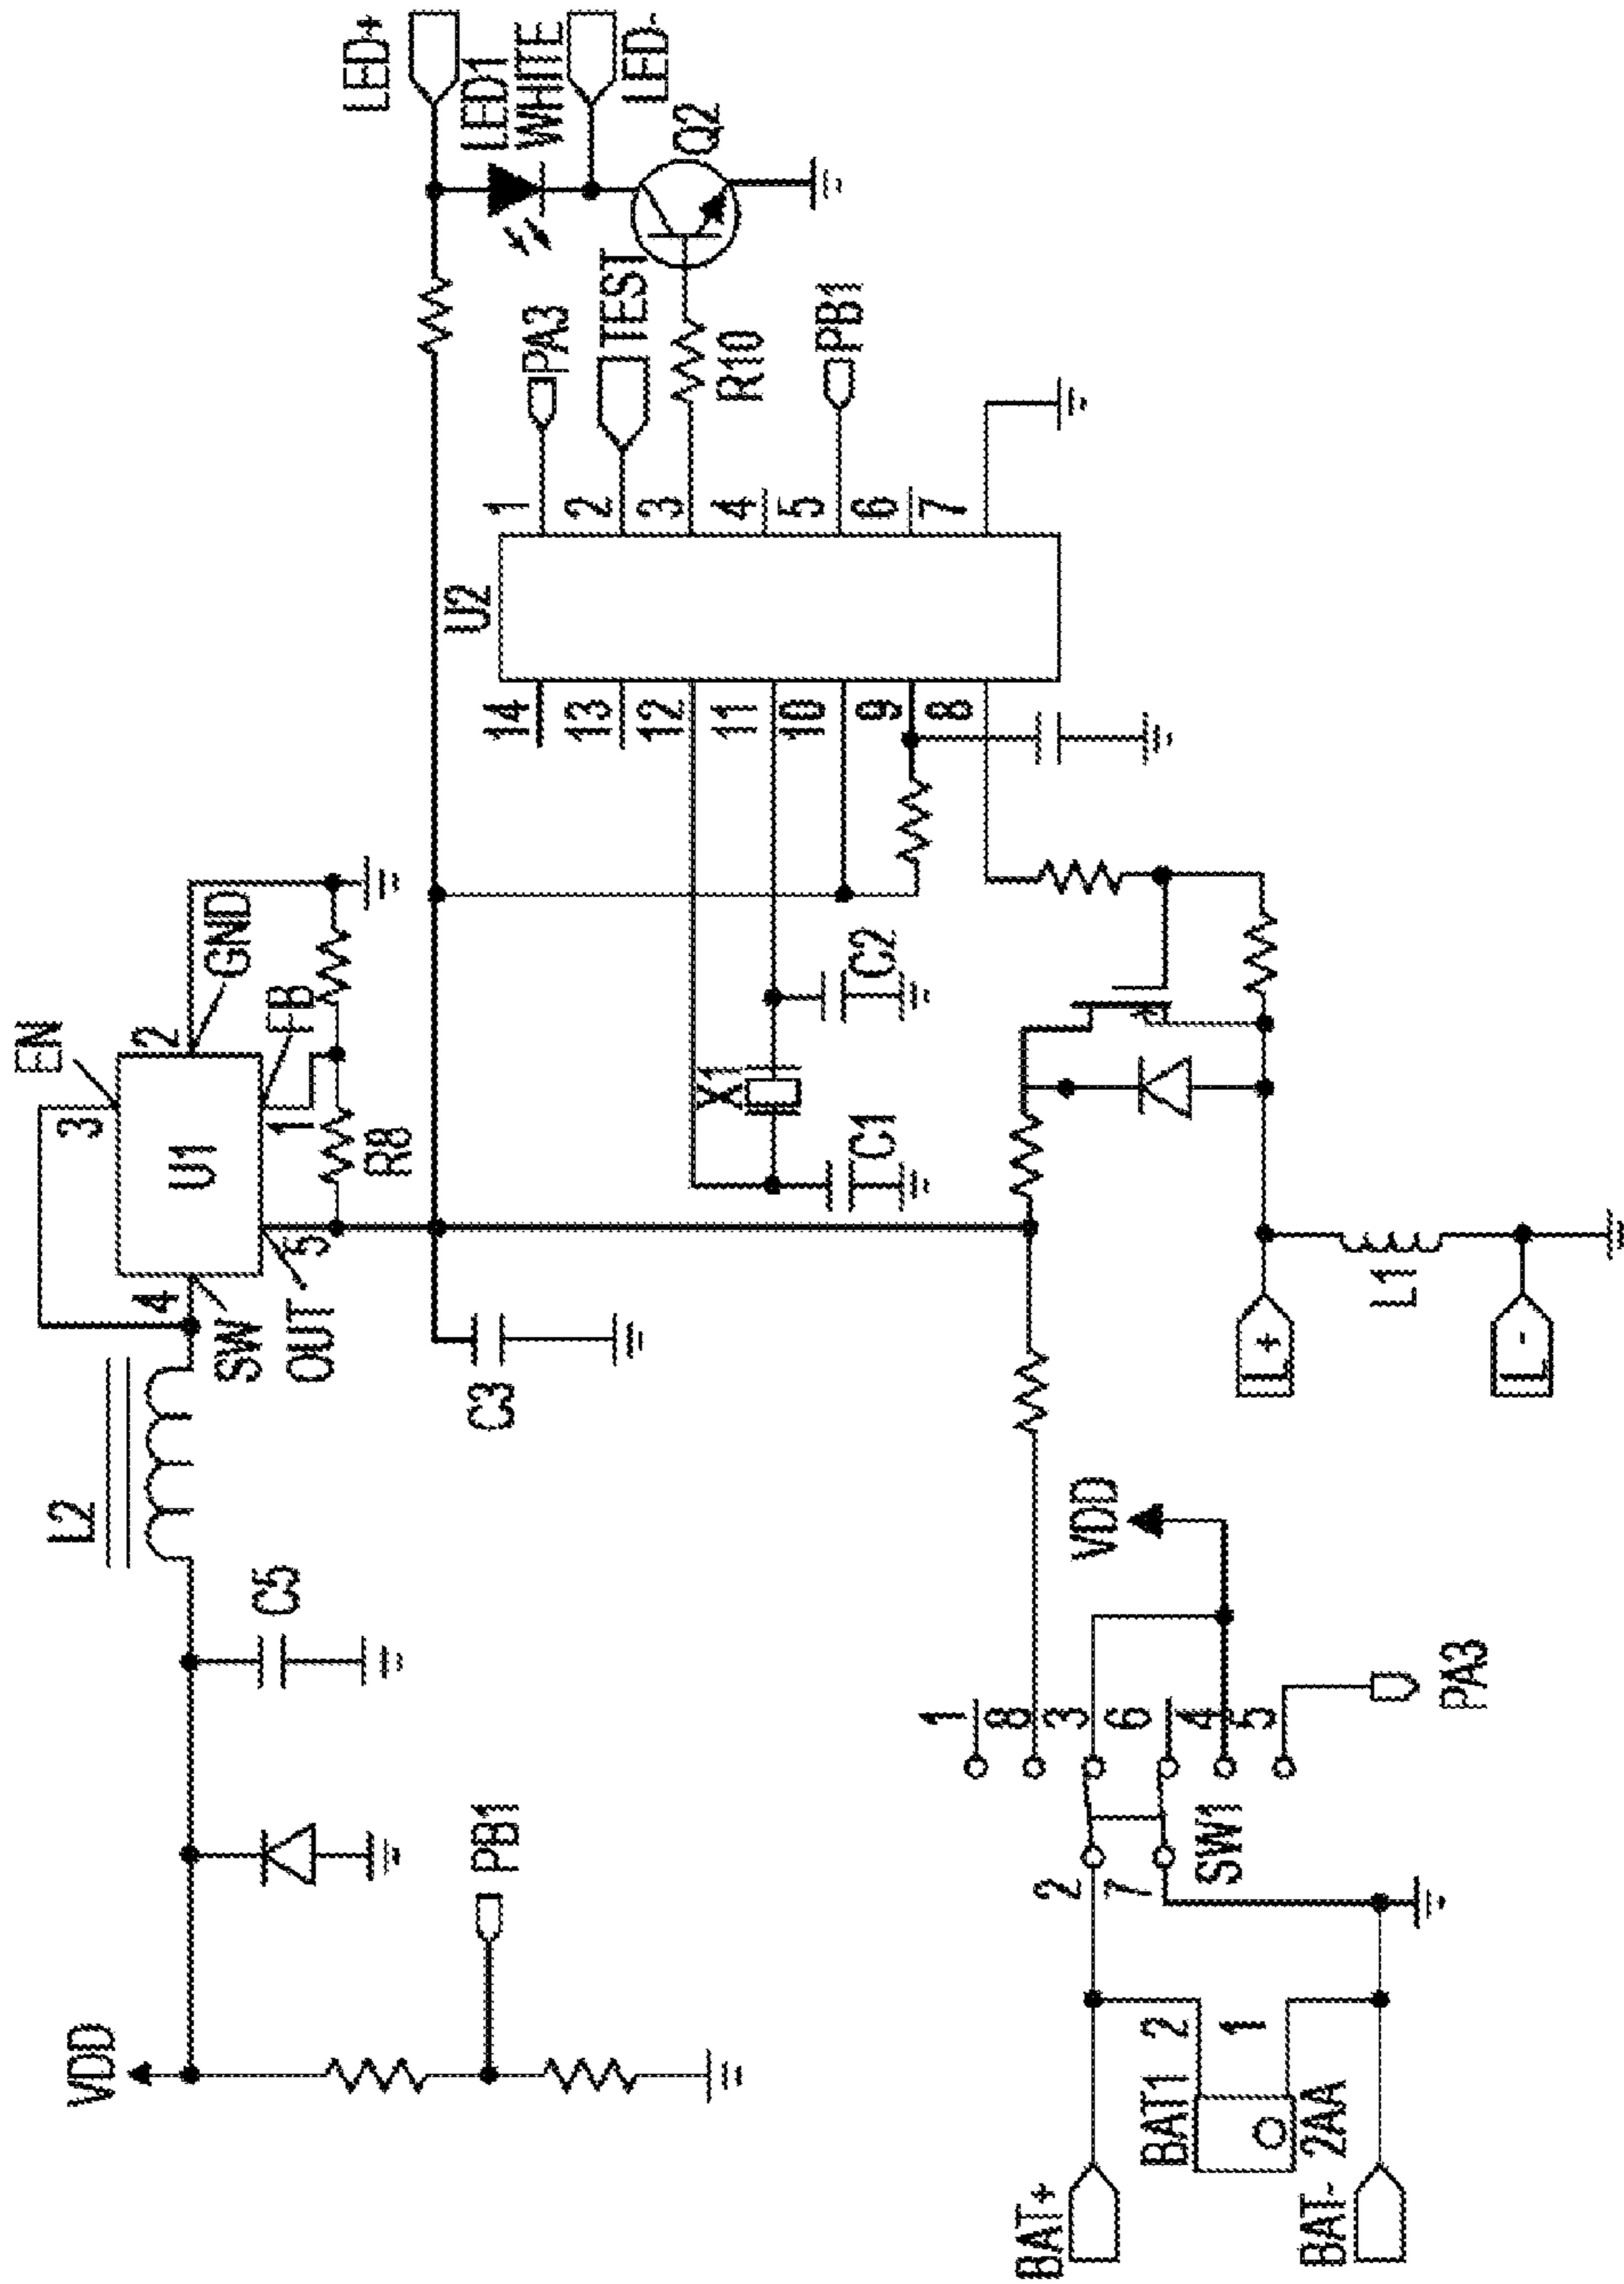 VDD
PB1
C5
L2
EN
3
4
U1
2
GND
FB
1
SW
OUT
5
R8
C3
LED+
LED1
WHITE
LED-
Q2
PA3
TEST
R10
PB1
U2
1
2
3
4
5
6
7
14
13
12
11
10
9
8
X1
C1
C2
L+
L1
L-
VDD
1
8
3
6
4
5
PA3
2
7
SW1
BAT+
BAT1
2
1
2AA
BAT-